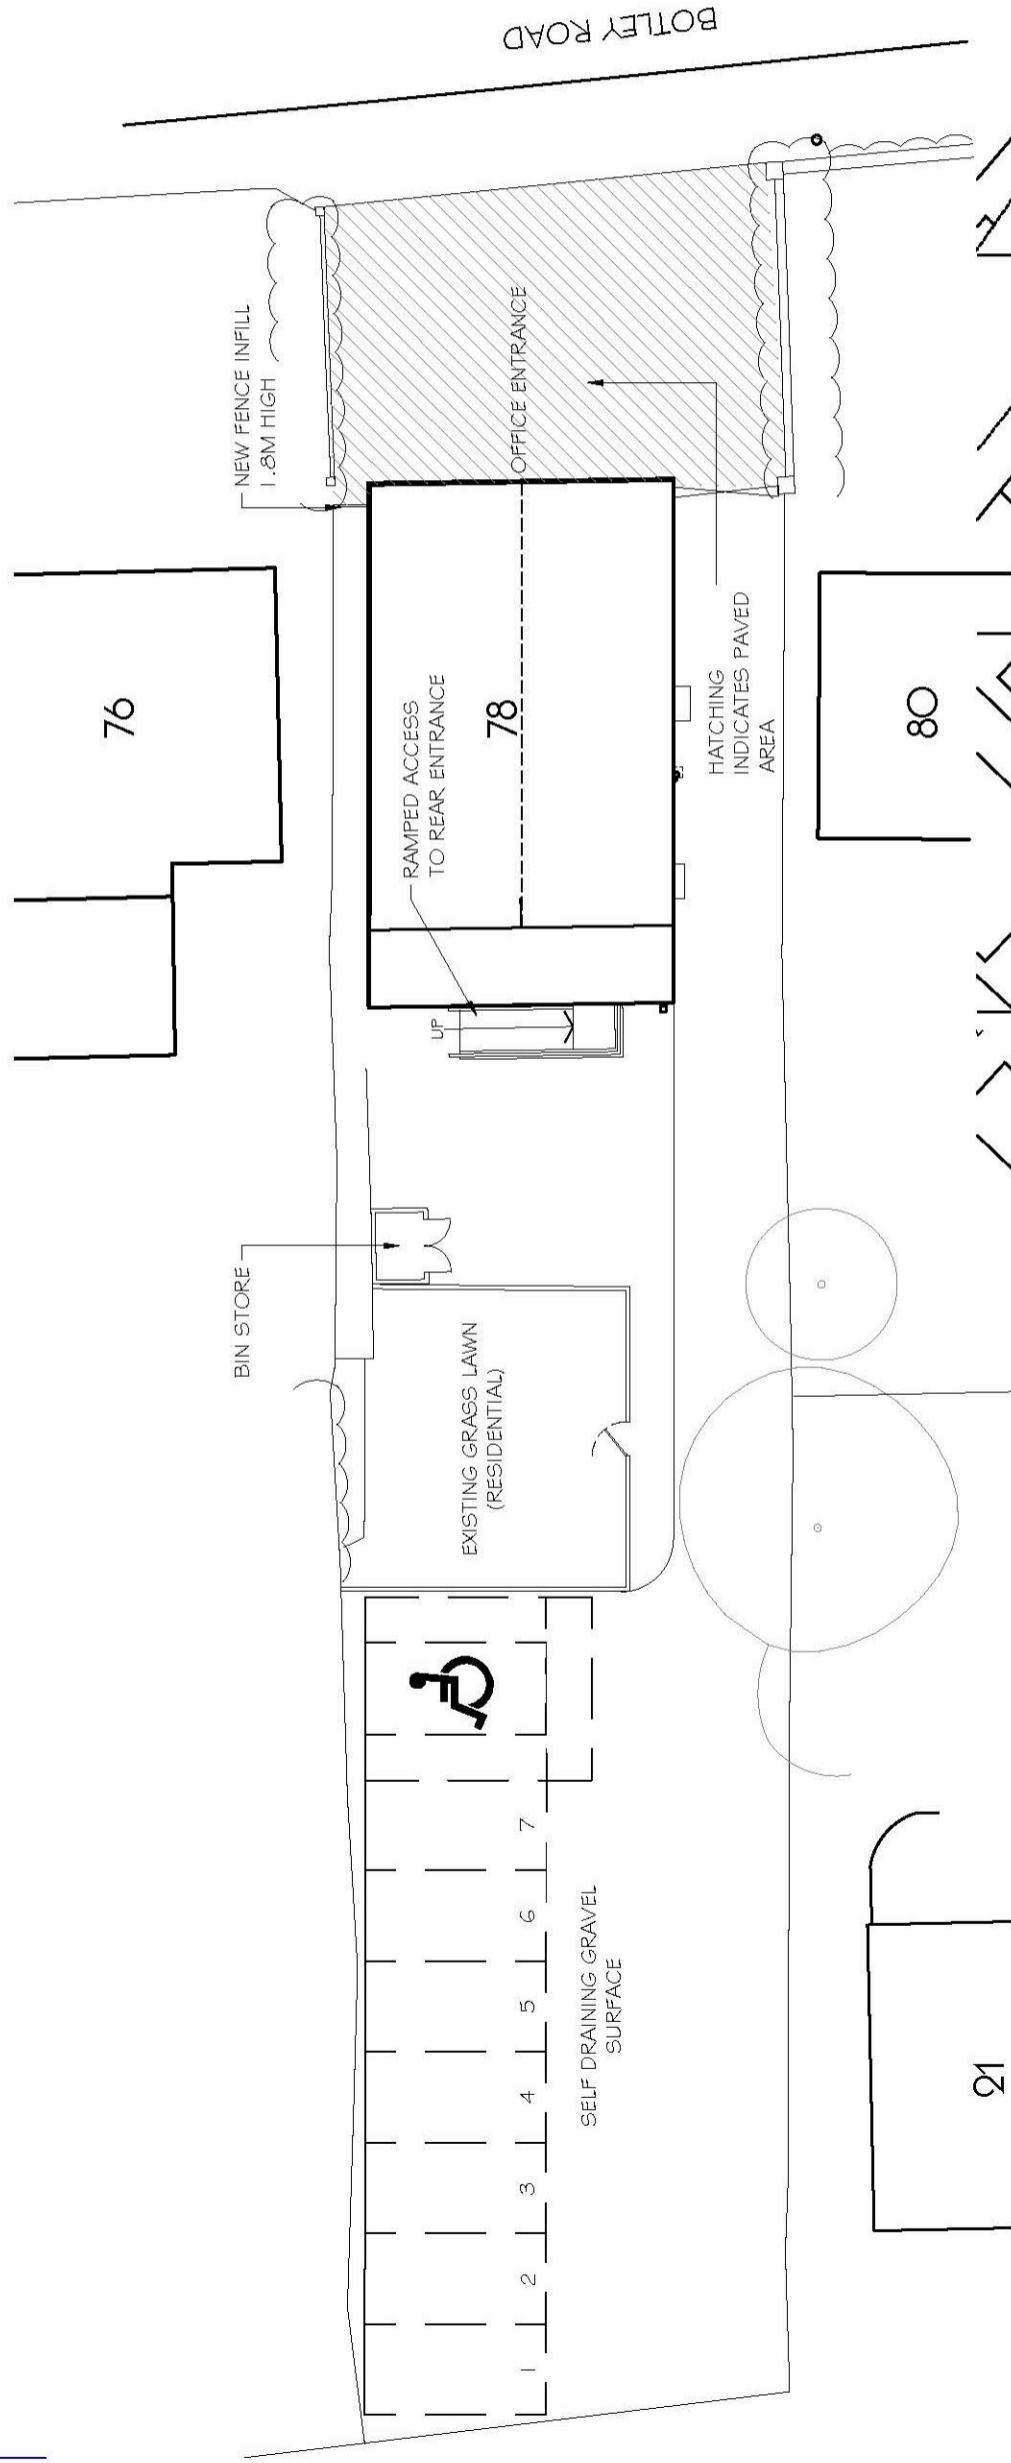 BOTLEY ROAD
NEW FENCE INFILL
1.8M HIGH
OFFICE ENTRANCE
76
78
80
RAMPED ACCESS
TO REAR ENTRANCE
HATCHING
INDICATES PAVED
AREA
UP
BIN STORE
EXISTING GRASS LAWN
(RESIDENTIAL)
7
6
5
4
3
2
1
SELF DRAINING GRAVEL
SURFACE
21